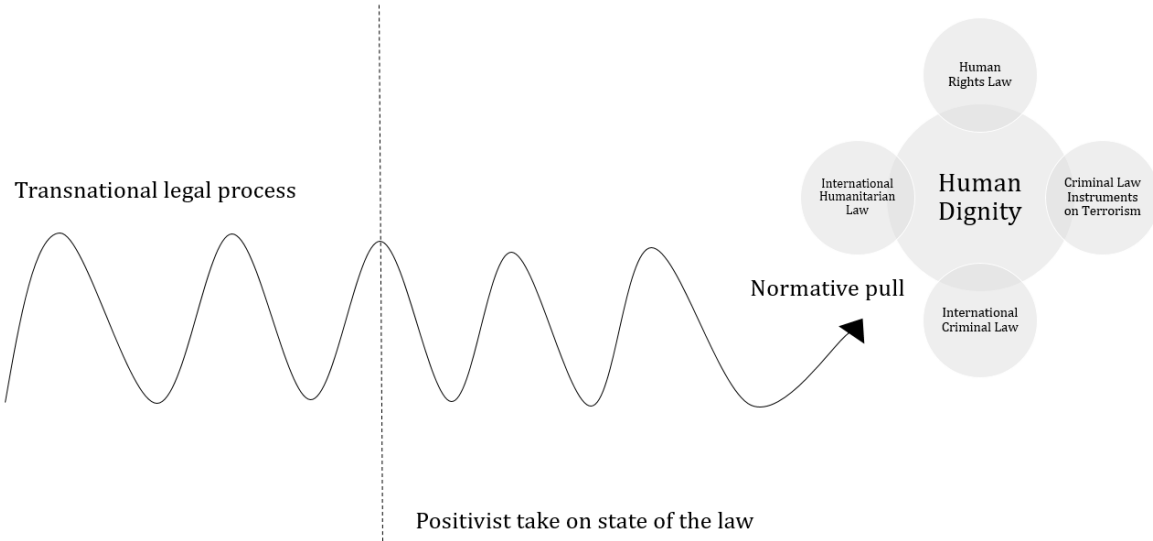 Human
Rights Law
Transnational legal process
International
Humanitarian
Law
Human
Dignity
Criminal Law
Instruments
on Terrorism
Normative pull
International
Criminal Law
Positivist take on state of the law